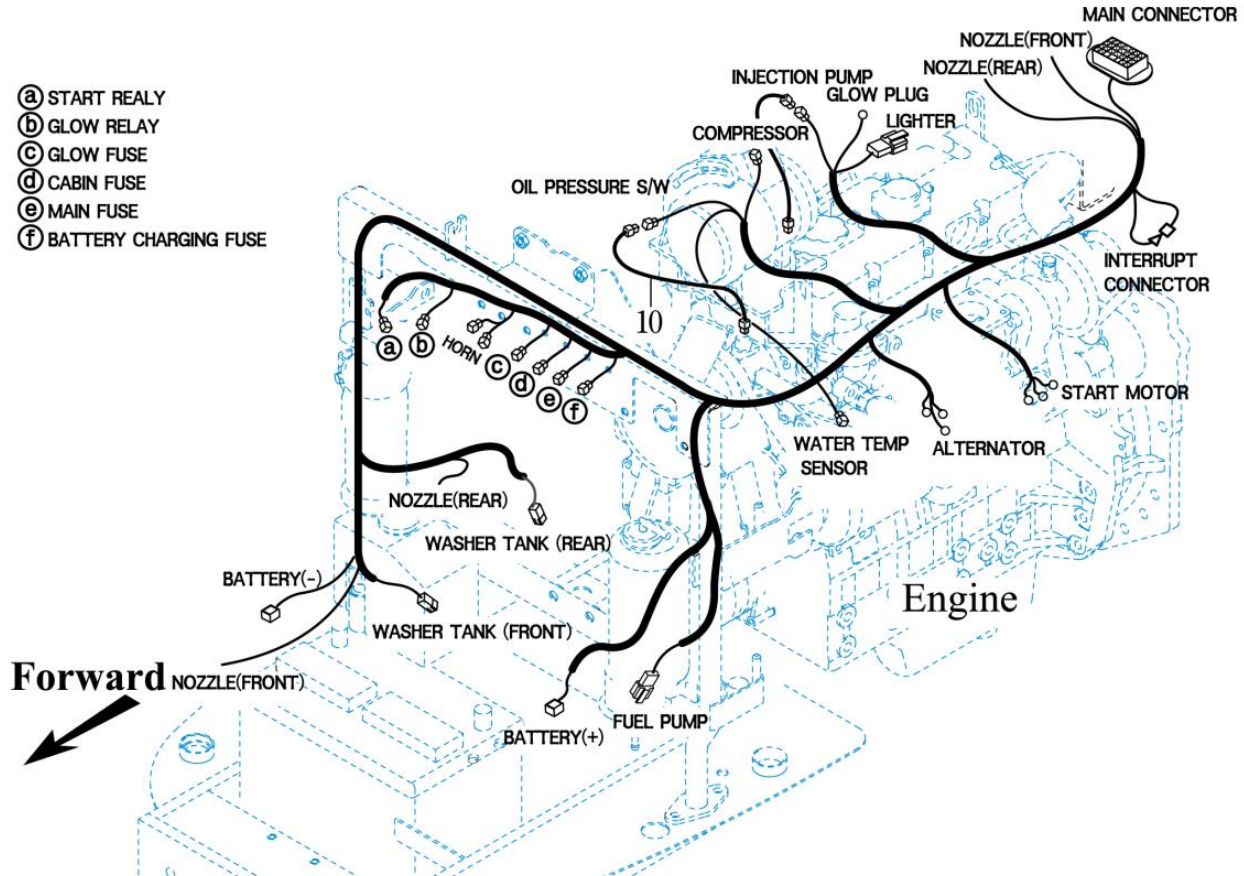 MAIN CONNECTOR
NOZZLE(FRONT)
NOZZLE(REAR)
INJECTION PUMP
GLOW PLUG
LIGHTER
COMPRESSOR
OIL PRESSURE S/W
ⓐ START REALY
ⓑ GLOW RELAY
ⓒ GLOW FUSE
ⓓ CABIN FUSE
ⓔ MAIN FUSE
ⓕ BATTERY CHARGING FUSE
INTERRUPT
CONNECTOR
10
ⓐ ⓑ HORN ⓒ ⓓ ⓔ ⓕ
START MOTOR
ALTERNATOR
WATER TEMP
SENSOR
NOZZLE(REAR)
WASHER TANK (REAR)
BATTERY(-)
WASHER TANK (FRONT)
Engine
Forward
NOZZLE(FRONT)
FUEL PUMP
BATTERY(+)